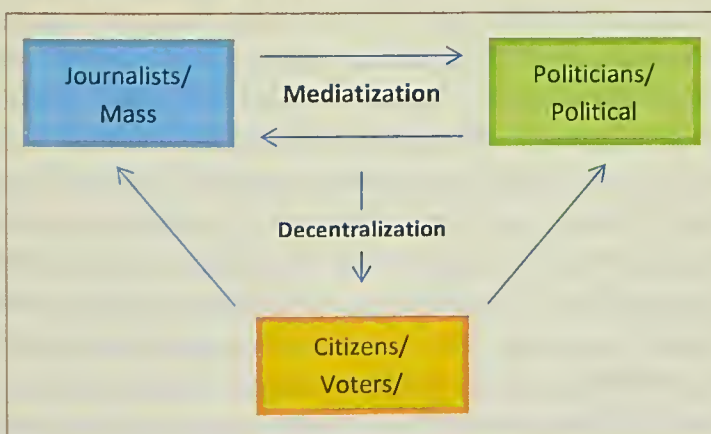 Journalists/
Mass
Mediatization
Politicians/
Political
Decentralization
Citizens/
Voters/